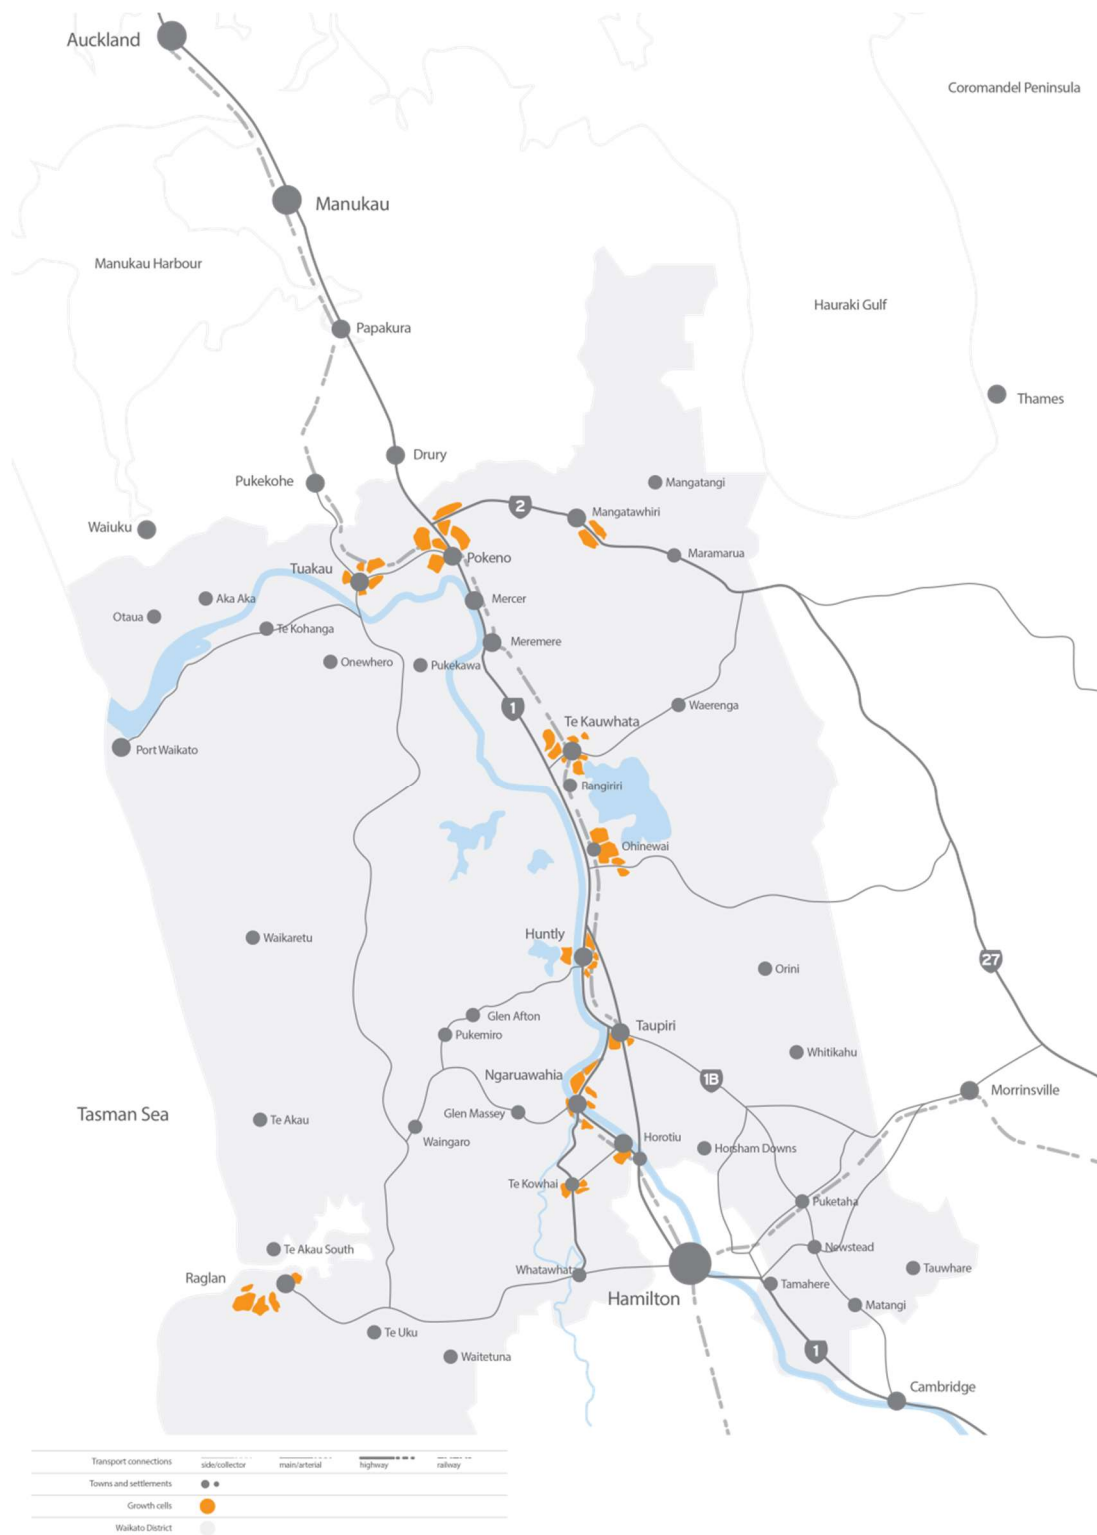 Auckland
Coromandel Peninsula
Manukau
Manukau Harbour
Hauraki Gulf
Papakura
Thames
Drury
Pukekohe
Mangatangi
2
Mangatawhiri
Waiuku
Maramarua
Pokeno
Tuakau
Aka Aka
Mercer
Otaua
Te Kohanga
Meremere
Onewhero
Pukekawa
Waerenga
1
Te Kauwhata
Port Waikato
Rangiriri
Ohinewai
Huntly
Waikaretu
27
Orini
Glen Afton
Taupiri
Pukemiro
Whitikahu
Ngaruawahia
1B
Morrinsville
Tasman Sea
Glen Massey
Te Akau
Waingaro
Horotiu
Horsham Downs
Te Kowhai
Puketaha
Te Akau South
Newstead
Raglan
Whatawhata
Tauwhare
Tamahere
Hamilton
Matangi
Te Uku
1
Waitetuna
Cambridge
Transport connections
side/collector main/arterial highway railway
Towns and settlements
Growth cells
Waikato District